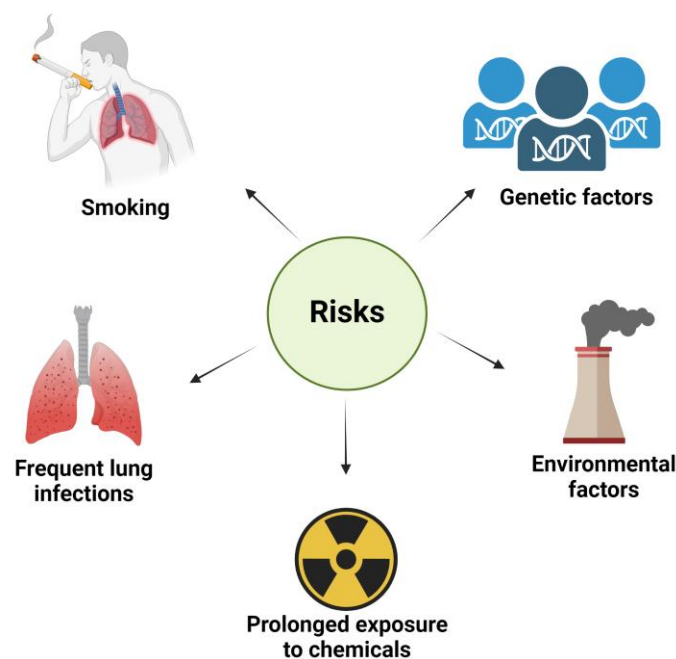 Smoking
Genetic factors
Risks
Frequent lung
infections
Environmental
factors
Prolonged exposure
to chemicals